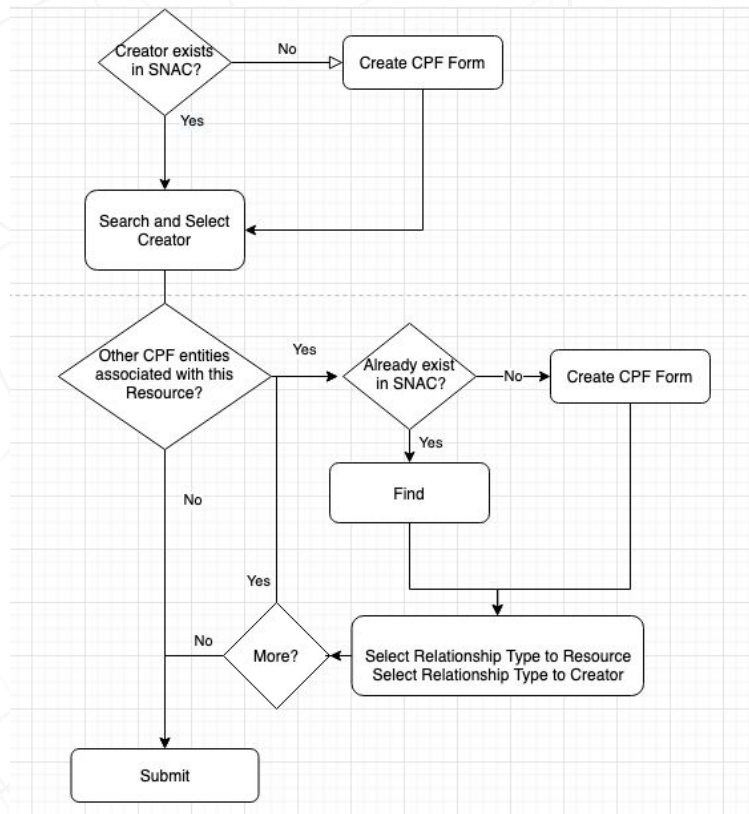 Creator exists
in SNAC?
No
Create CPF Form
Yes
Search and Select
Creator
Other CPF entities
associated with this
Resource?
Yes
Already exist
in SNAC?
No
Create CPF Form
Yes
Find
No
Yes
No
More?
Select Relationship Type to Resource
Select Relationship Type to Creator
Submit